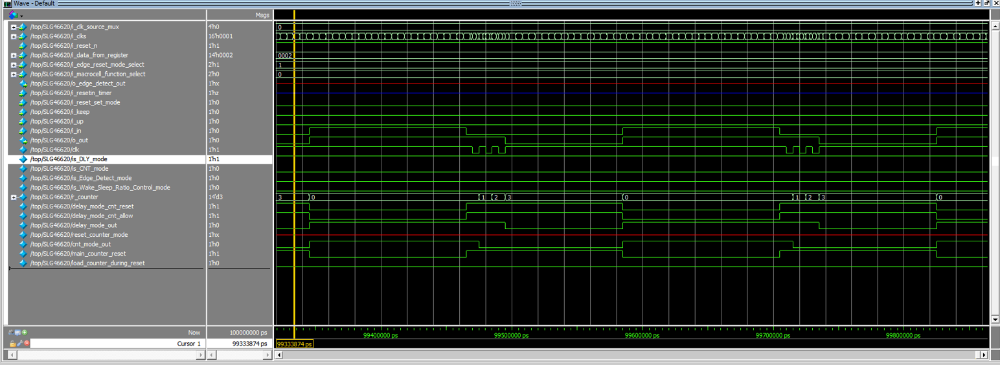 Wave - Default
Msgs
/top/SLG46620/i_clk_source_mux 4'h0 0
/top/SLG46620/i_clks 16'h0001
/top/SLG46620/i_reset_n 1'h1
/top/SLG46620/i_data_from_register 14'h0002 0002
/top/SLG46620/i_edge_reset_mode_select 2'h1 1
/top/SLG46620/i_macrocell_function_select 2'h0 0
/top/SLG46620/o_edge_detect_out 1'hx
/top/SLG46620/i_resetin_timer 1'hz
/top/SLG46620/i_reset_set_mode 1'h0
/top/SLG46620/i_keep 1'h0
/top/SLG46620/i_up 1'h0
/top/SLG46620/i_in 1'h0
/top/SLG46620/o_out 1'h0
/top/SLG46620/clk 1'h1
/top/SLG46620/is_DLY_mode 1'h1
/top/SLG46620/is_CNT_mode 1'h0
/top/SLG46620/is_Edge_Detect_mode 1'h0
/top/SLG46620/is_Wake_Sleep_Ratio_Control_mode 1'h0
/top/SLG46620/r_counter 14'd3 3 0 1 2 3 0 1 2 3 0
/top/SLG46620/delay_mode_cnt_reset 1'h1
/top/SLG46620/delay_mode_cnt_allow 1'h1
/top/SLG46620/delay_mode_out 1'h0
/top/SLG46620/reset_counter_mode 1'hx
/top/SLG46620/cnt_mode_out 1'h0
/top/SLG46620/main_counter_reset 1'h1
/top/SLG46620/load_counter_during_reset 1'h0
Now 100000000 ps 99400000 ps 99500000 ps 99600000 ps 99700000 ps 99800000 ps
Cursor 1 99333874 ps 99333874 ps